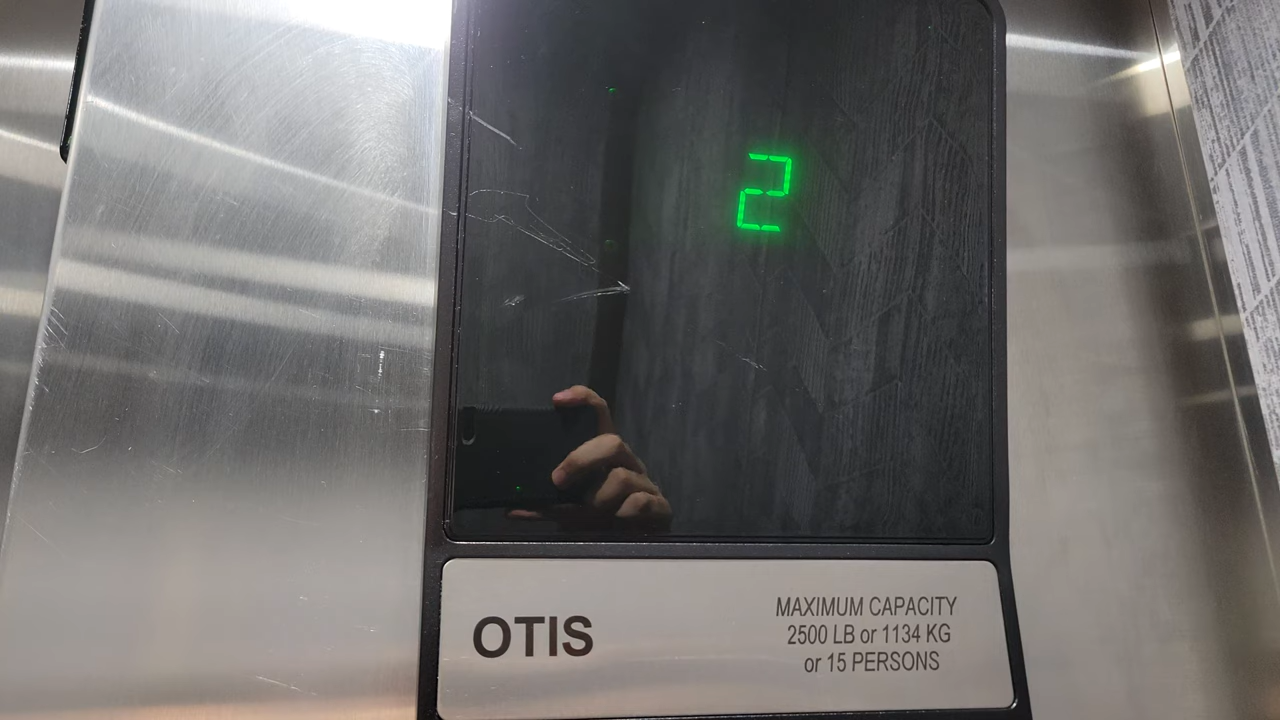 2
OTIS
MAXIMUM CAPACITY
2500 LB or 1134 KG
or 15 PERSONS